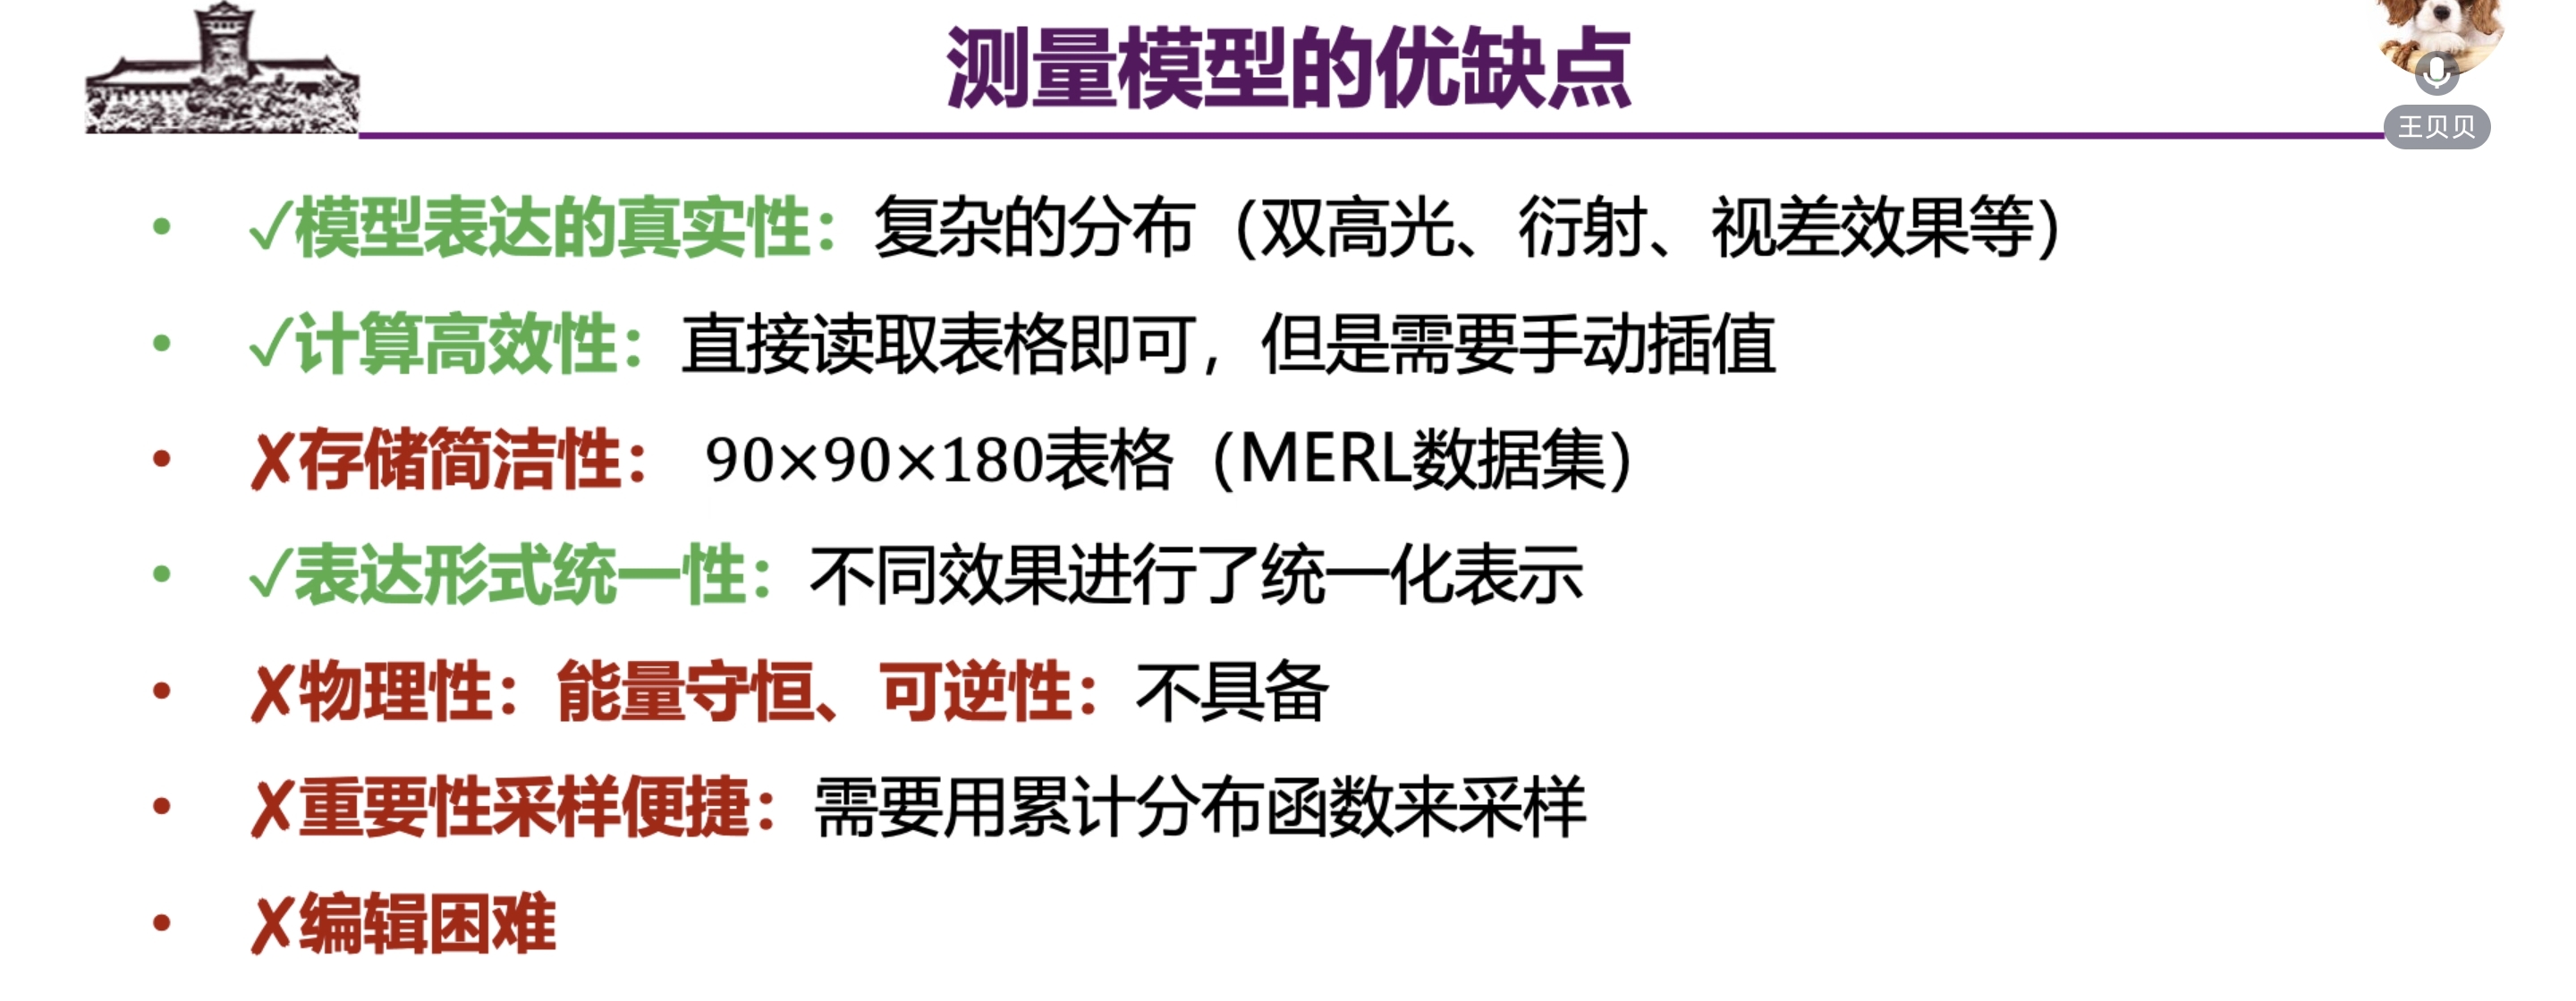 测量模型的优缺点
王贝贝
• ✓模型表达的真实性：复杂的分布（双高光、衍射、视差效果等）
• ✓计算高效性：直接读取表格即可，但是需要手动插值
• ✗存储简洁性： 90×90×180表格（MERL数据集）
• ✓表达形式统一性：不同效果进行了统一化表示
• ✗物理性：能量守恒、可逆性：不具备
• ✗重要性采样便捷：需要用累计分布函数来采样
• ✗编辑困难